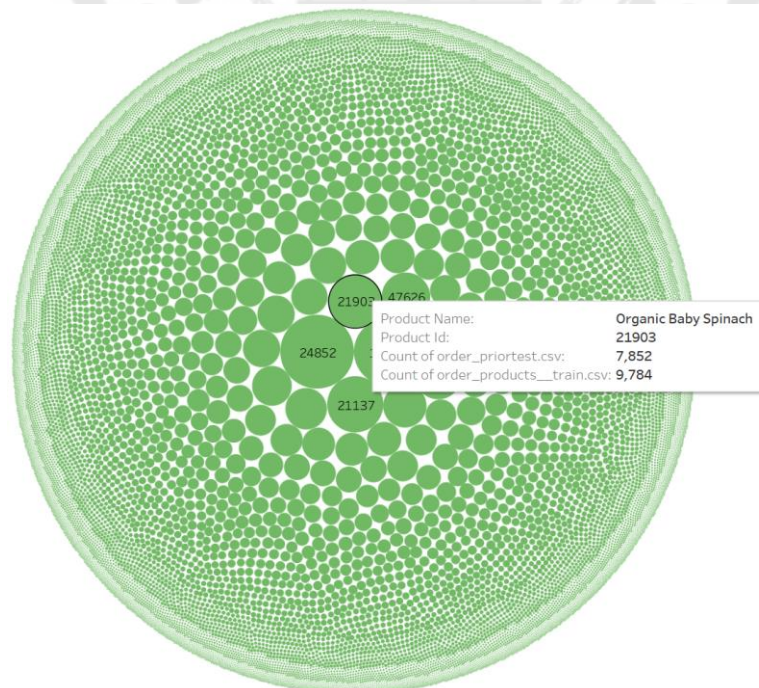 21903
47626
24852
21137
Product Name: Organic Baby Spinach
Product Id: 21903
Count of order_priortest.csv: 7,852
Count of order_products__train.csv: 9,784